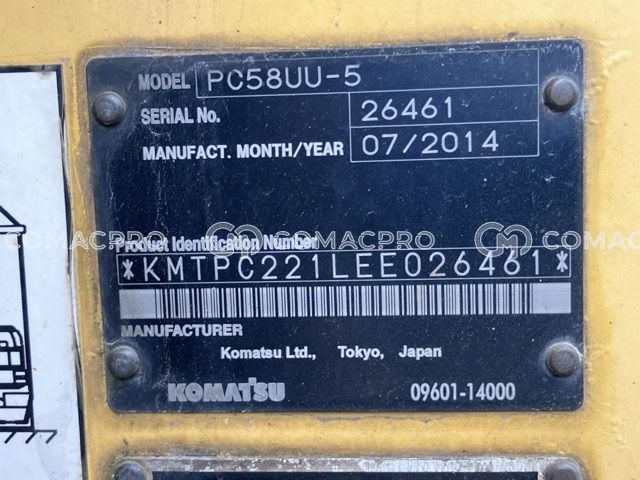 MODEL PC58UU-5
SERIAL No. 26461
MANUFACT. MONTH/YEAR 07/2014
Product Identification Number
*KMTPC221LEE026461*
MANUFACTURER
Komatsu Ltd., Tokyo, Japan
KOMATSU 09601-14000
COMACPRO COMACPRO COMACPRO